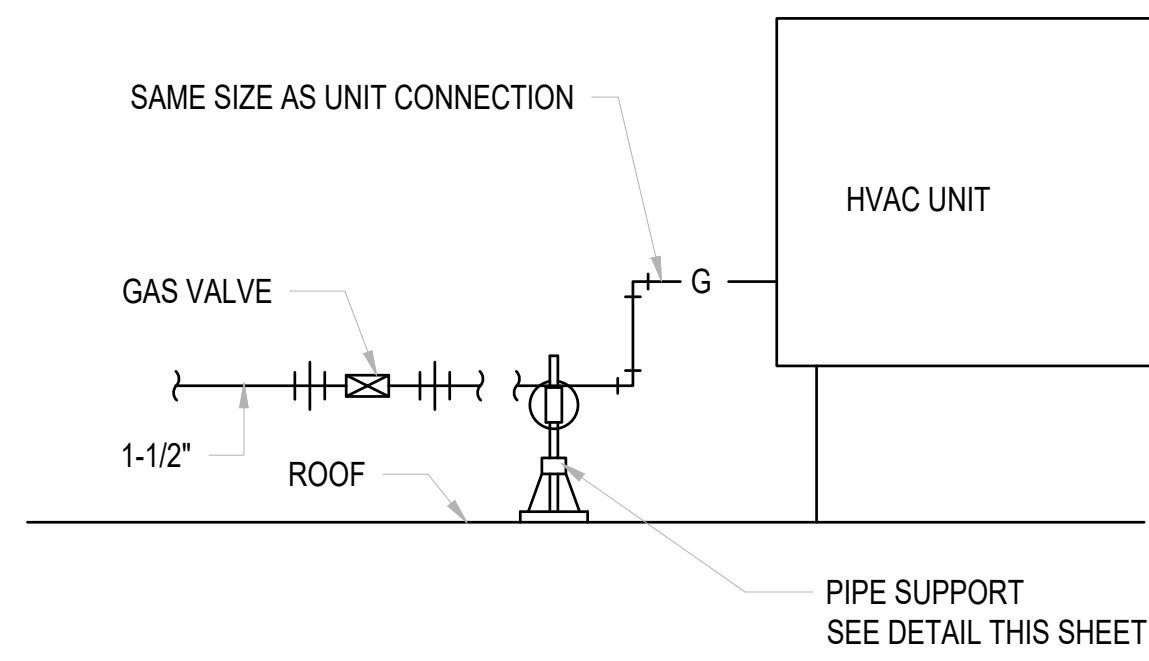 SAME SIZE AS UNIT CONNECTION
HVAC UNIT
G
GAS VALVE
1-1/2"
ROOF
PIPE SUPPORT
SEE DETAIL THIS SHEET